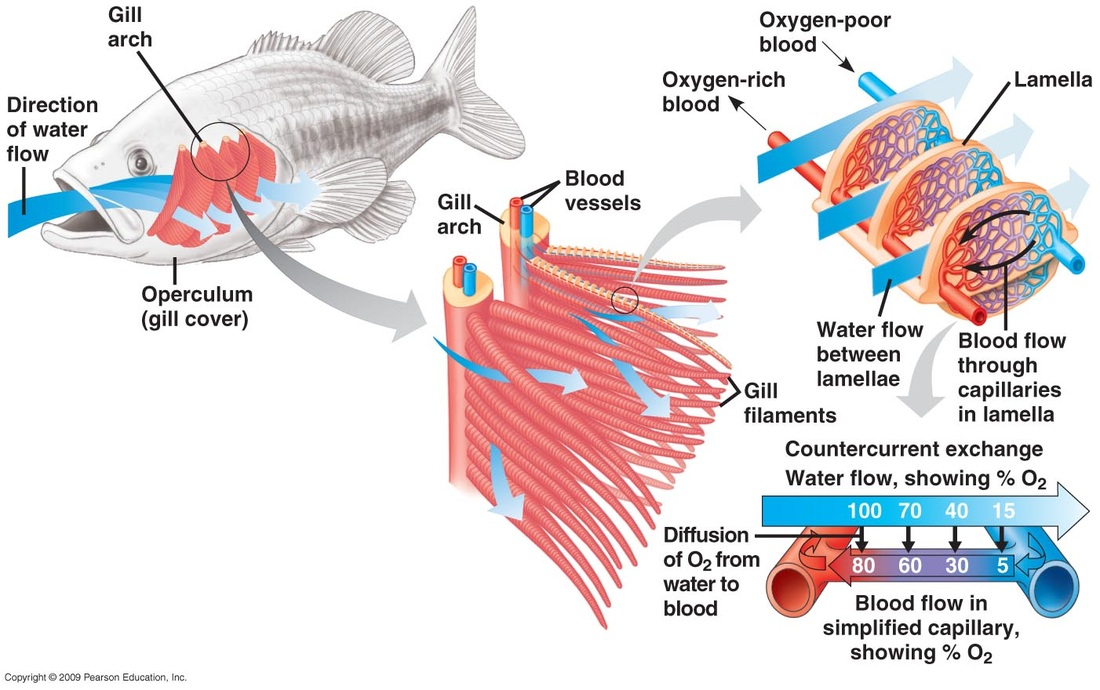 Gill
arch
Direction
of water
flow
Operculum
(gill cover)
Gill
arch
Blood
vessels
Gill
filaments
Oxygen-poor
blood
Oxygen-rich
blood
Lamella
Water flow
between
lamellae
Blood flow
through
capillaries
in lamella
Countercurrent exchange
Water flow, showing % O₂
100 70 40 15
Diffusion
of O₂ from
water to
blood
80 60 30 5
Blood flow in
simplified capillary,
showing % O₂
Copyright © 2009 Pearson Education, Inc.